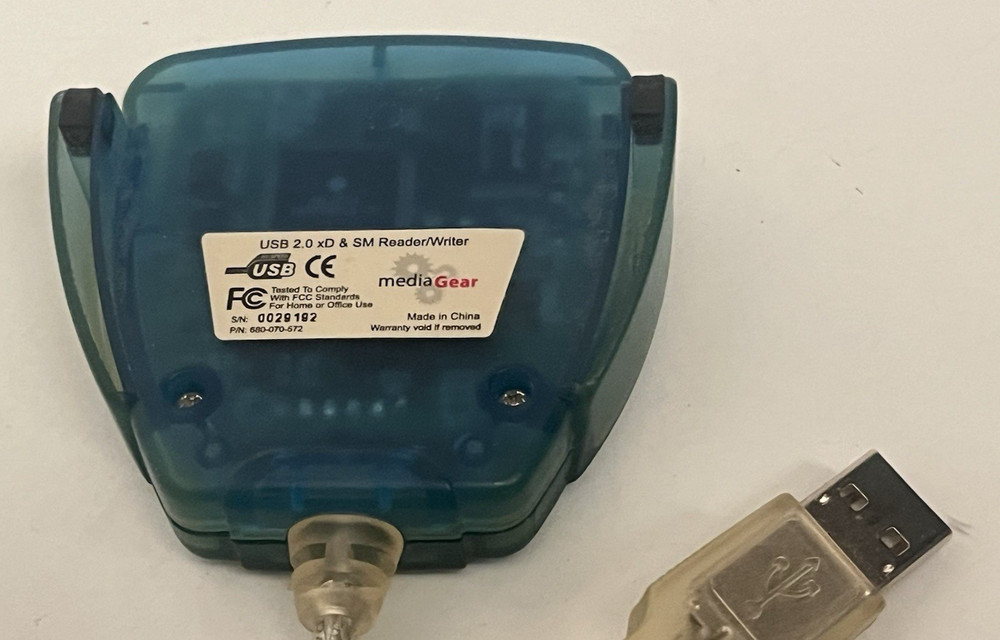 USB 2.0 xD & SM Reader/Writer
USB CE
mediaGear
FC Tested To Comply
With FCC Standards
For Home or Office Use
S/N: 0029192
P/N: 680-070-572
Made in China
Warranty void if removed